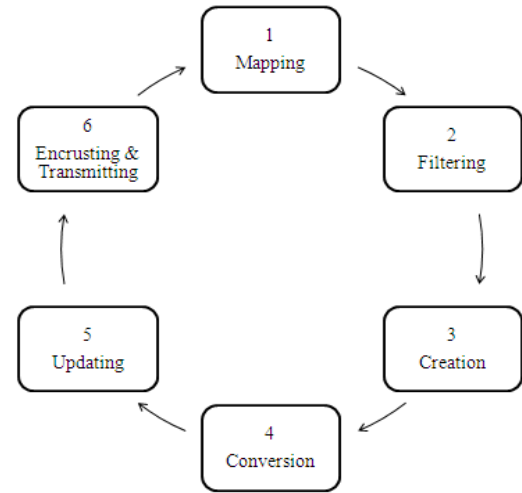 1
Mapping
2
Filtering
3
Creation
4
Conversion
5
Updating
6
Encrusting &
Transmitting